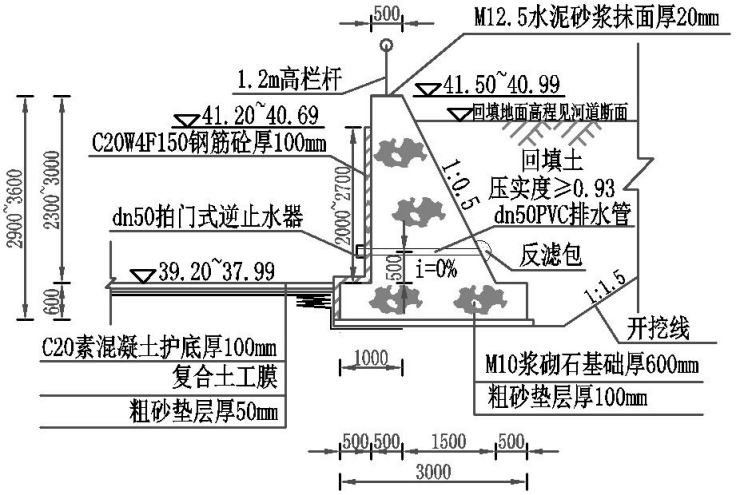 500
M12.5水泥砂浆抹面厚20mm
1.2m高栏杆
41.50~40.99
41.20~40.69
回填地面高程见河道断面
C20W4F150钢筋砼厚100mm
回填土
压实度≥0.93
1:0.5
2900~3600
2300~3000
2000~2700
dn50拍门式逆止水器
dn50PVC排水管
反滤包
39.20~37.99
500
i=0%
600
1:1.5
开挖线
C20素混凝土护底厚100mm
复合土工膜
粗砂垫层厚50mm
1000
M10浆砌石基础厚600mm
粗砂垫层厚100mm
500 500 1500 500
3000